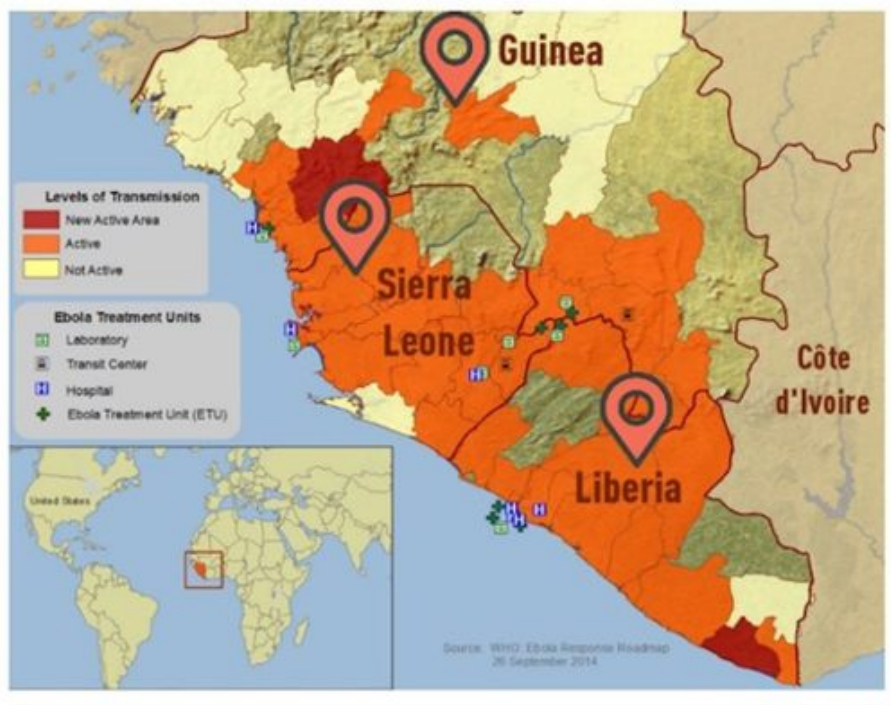 Guinea
Levels of Transmission
New Active Area
Active
Not Active
Sierra
Leone
Ebola Treatment Units
Laboratory
Transit Center
Hospital
Ebola Treatment Unit (ETU)
Côte
d'Ivoire
Liberia
United States
Source: WHO: Ebola Response Roadmap
26 September 2014
H
H
H
H
H
H
H